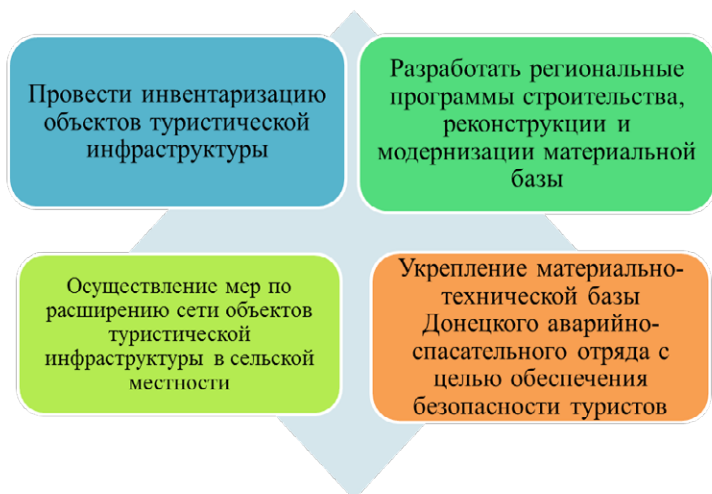 Провести инвентаризацию
объектов туристической
инфраструктуры
Разработать региональные
программы строительства,
реконструкции и
модернизации материальной
базы
Осуществление мер по
расширению сети объектов
туристической
инфраструктуры в сельской
местности
Укрепление материально-
технической базы
Донецкого аварийно-
спасательного отряда с
целью обеспечения
безопасности туристов